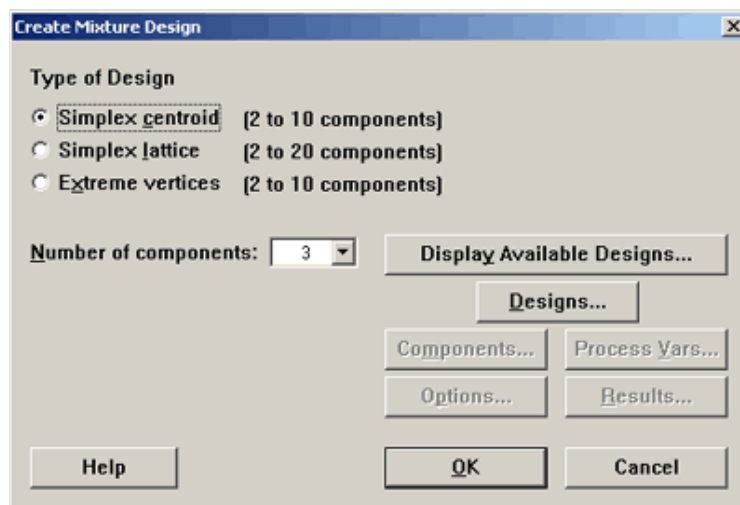 Create Mixture Design
Type of Design
Simplex centroid (2 to 10 components)
Simplex lattice (2 to 20 components)
Extreme vertices (2 to 10 components)
Number of components: 3 Display Available Designs...
Designs...
Components... Process Vars...
Options... Results...
Help OK Cancel